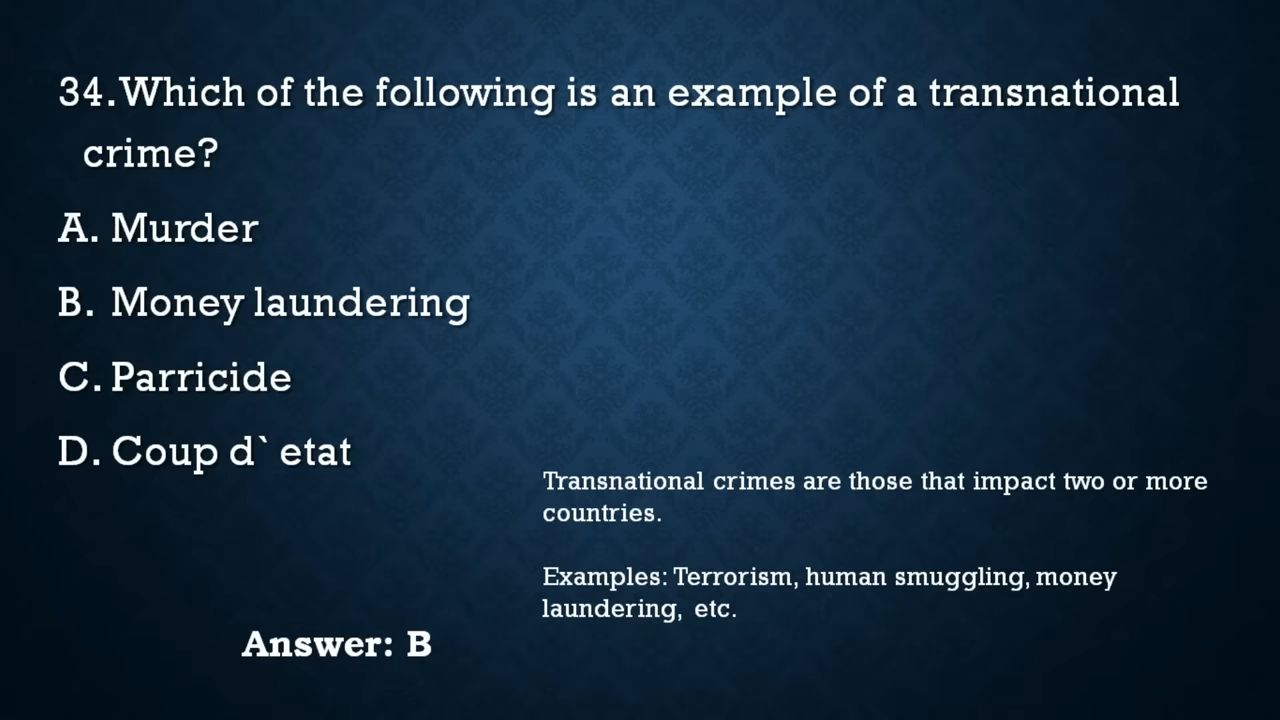 34.Which of the following is an example of a transnational
crime?
A. Murder
B. Money laundering
C. Parricide
D. Coup d` etat
Transnational crimes are those that impact two or more
countries.
Examples: Terrorism, human smuggling, money
laundering, etc.
Answer: B